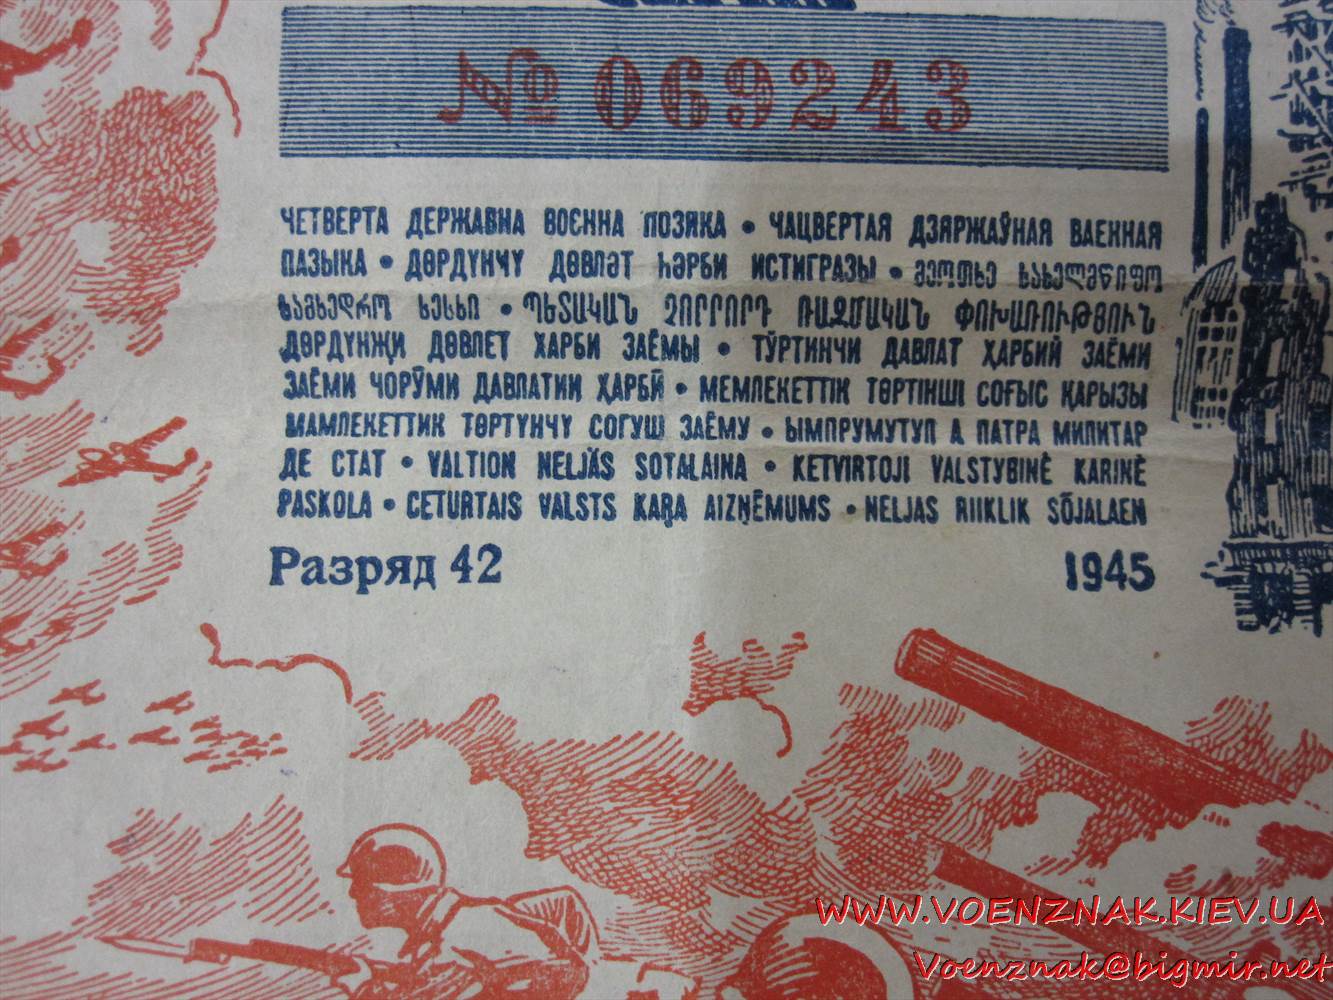 № 069243
ЧЕТВЕРТА ДЕРЖАВНА ВОЄННА ПОЗИКА • ЧАЦВЕРТАЯ ДЗЯРЖАЎНАЯ ВАЕННАЯ
ПАЗЫКА • ДӨРДҮНЧҮ ДӨВЛӘТ ҺӘРБИ ИСТИГРАЗЫ • მეოთხე სახელმწიფო
სამხედრო სესხი • ՊԵՏԱԿԱՆ ՉՈՐՐՈՐԴ ՌԱԶՄԱԿԱՆ ՓՈԽԱՌՈՒԹՅՈՒՆ
ДӨРДҮНҖИ ДӨВЛЕТ ХАРБИ ЗАЁМЫ • ТЎРТИНЧИ ДАВЛАТ ҲАРБИЙ ЗАЁМИ
ЗАЁМИ ЧОРӮМИ ДАВЛАТИИ ҲАРБӢ • МЕМЛЕКЕТТІК ТӨРТІНШІ СОҒЫС ҚАРЫЗЫ
МАМЛЕКЕТТИК ТӨРТҮНЧҮ СОГУШ ЗАЁМУ • ЫМПРУМУТУЛ А ПАТРА МИЛИТАР
ДЕ СТАТ • VALTION NELJÄS SOTALAINA • KETVIRTOJI VALSTYBINĖ KARINĖ
PASKOLA • CETURTAIS VALSTS KAŖA AIZŅĒMUMS • NELJAS RIIKLIK SÕJALAEN
Разряд 42 1945
WWW.VOENZNAK.KIEV.UA
Voenznak@bigmir.net